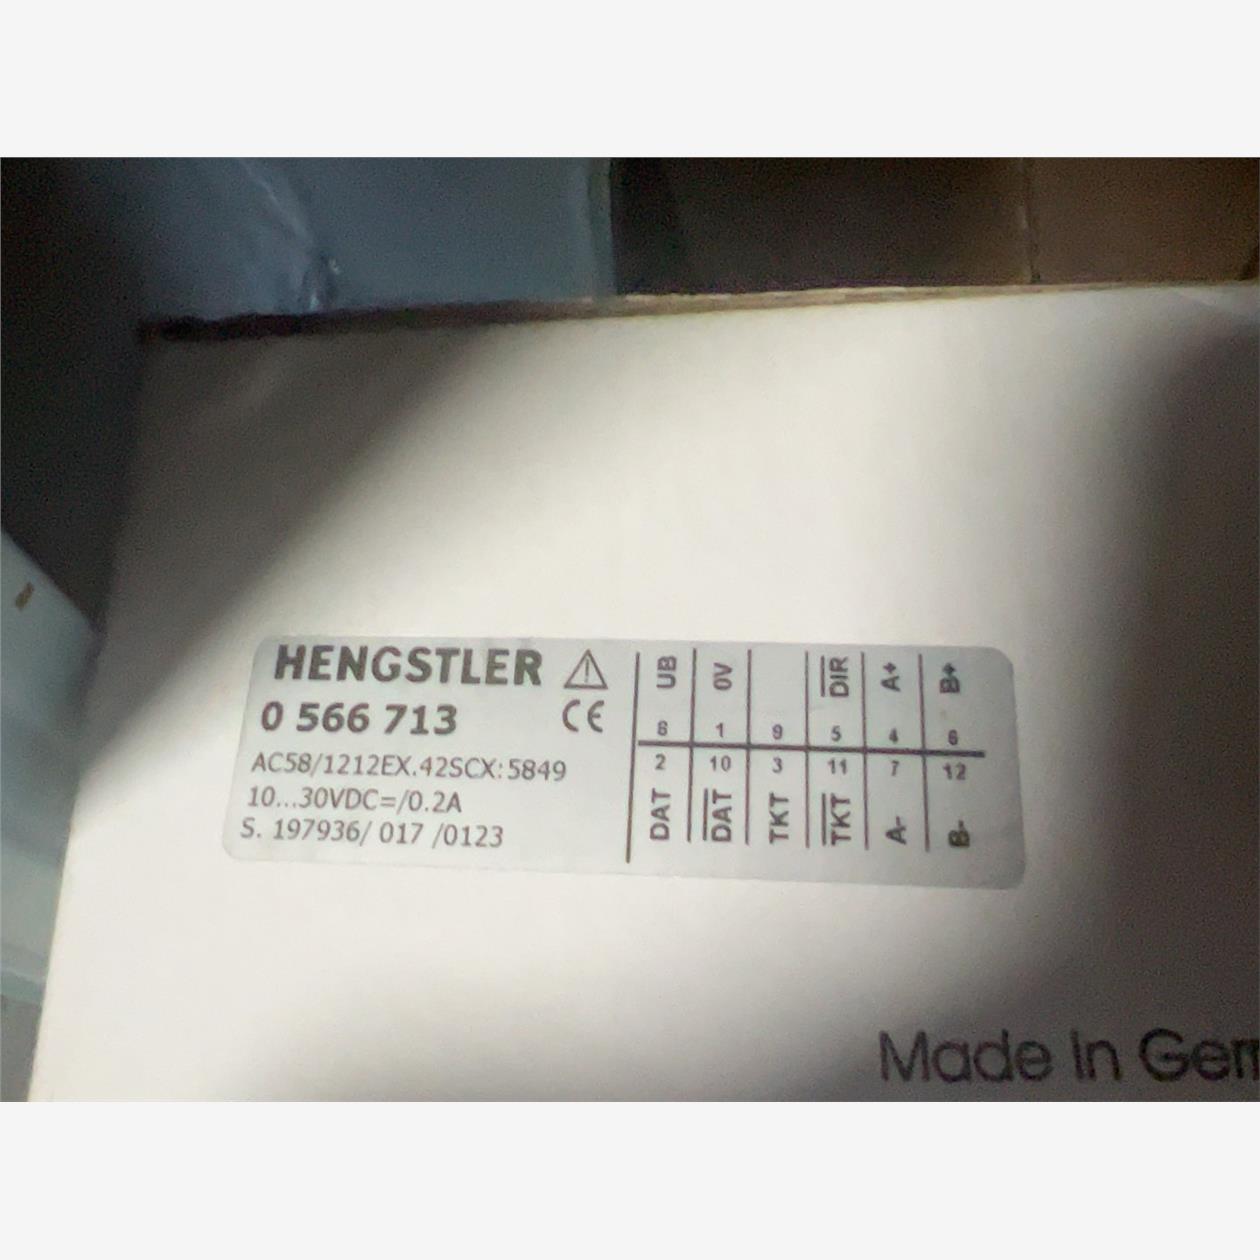 HENGSTLER
0 566 713
CE
AC58/1212EX.42SCX:5849
10...30VDC=/0.2A
S. 197936/ 017 /0123
UB 0V DIR A+ B+
8 1 9 5 4 6
2 10 3 11 7 12
DAT DAT TKT TKT A- B-
Made in Ger